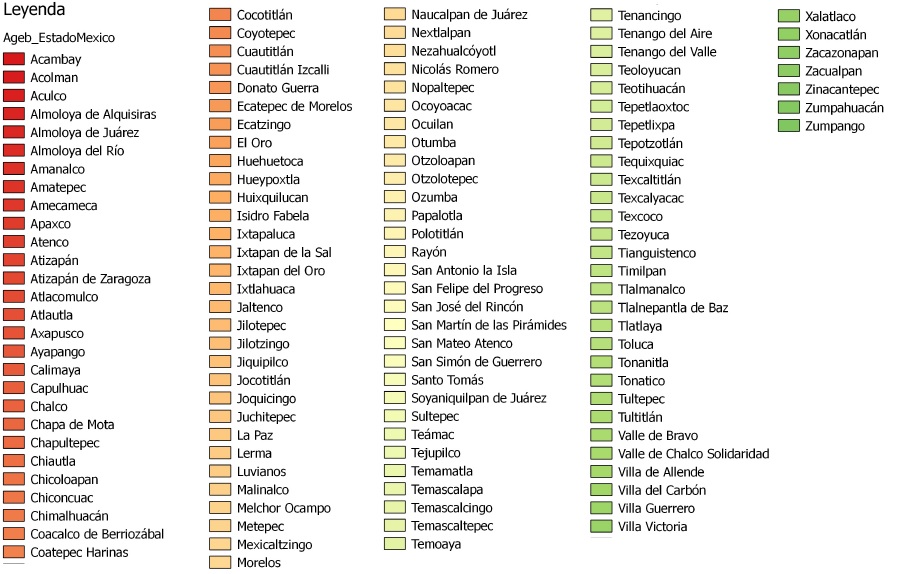 Leyenda
Ageb_EstadoMexico
Acambay
Acolman
Aculco
Almoloya de Alquisiras
Almoloya de Juárez
Almoloya del Río
Amanalco
Amatepec
Amecameca
Apaxco
Atenco
Atizapán
Atizapán de Zaragoza
Atlacomulco
Atlautla
Axapusco
Ayapango
Calimaya
Capulhuac
Chalco
Chapa de Mota
Chapultepec
Chiautla
Chicoloapan
Chiconcuac
Chimalhuacán
Coacalco de Berriozábal
Coatepec Harinas
Cocotitlán
Coyotepec
Cuautitlán
Cuautitlán Izcalli
Donato Guerra
Ecatepec de Morelos
Ecatzingo
El Oro
Huehuetoca
Hueypoxtla
Huixquilucan
Isidro Fabela
Ixtapaluca
Ixtapan de la Sal
Ixtapan del Oro
Ixtlahuaca
Jaltenco
Jilotepec
Jilotzingo
Jiquipilco
Jocotitlán
Joquicingo
Juchitepec
La Paz
Lerma
Luvianos
Malinalco
Melchor Ocampo
Metepec
Mexicaltzingo
Morelos
Naucalpan de Juárez
Nextlalpan
Nezahualcóyotl
Nicolás Romero
Nopaltepec
Ocoyoacac
Ocuilan
Otumba
Otzoloapan
Otzolotepec
Ozumba
Papalotla
Polotitlán
Rayón
San Antonio la Isla
San Felipe del Progreso
San José del Rincón
San Martín de las Pirámides
San Mateo Atenco
San Simón de Guerrero
Santo Tomás
Soyaniquilpan de Juárez
Sultepec
Teámac
Tejupilco
Temamatla
Temascalapa
Temascalcingo
Temascaltepec
Temoaya
Tenancingo
Tenango del Aire
Tenango del Valle
Teoloyucan
Teotihuacán
Tepetlaoxtoc
Tepetlixpa
Tepotzotlán
Tequixquiac
Texcaltitlán
Texcalyacac
Texcoco
Tezoyuca
Tianguistenco
Timilpan
Tlalmanalco
Tlalnepantla de Baz
Tlatlaya
Toluca
Tonanitla
Tonatico
Tultepec
Tultitlán
Valle de Bravo
Valle de Chalco Solidaridad
Villa de Allende
Villa del Carbón
Villa Guerrero
Villa Victoria
Xalatlaco
Xonacatlán
Zacazonapan
Zacualpan
Zinacantepec
Zumpahuacán
Zumpango